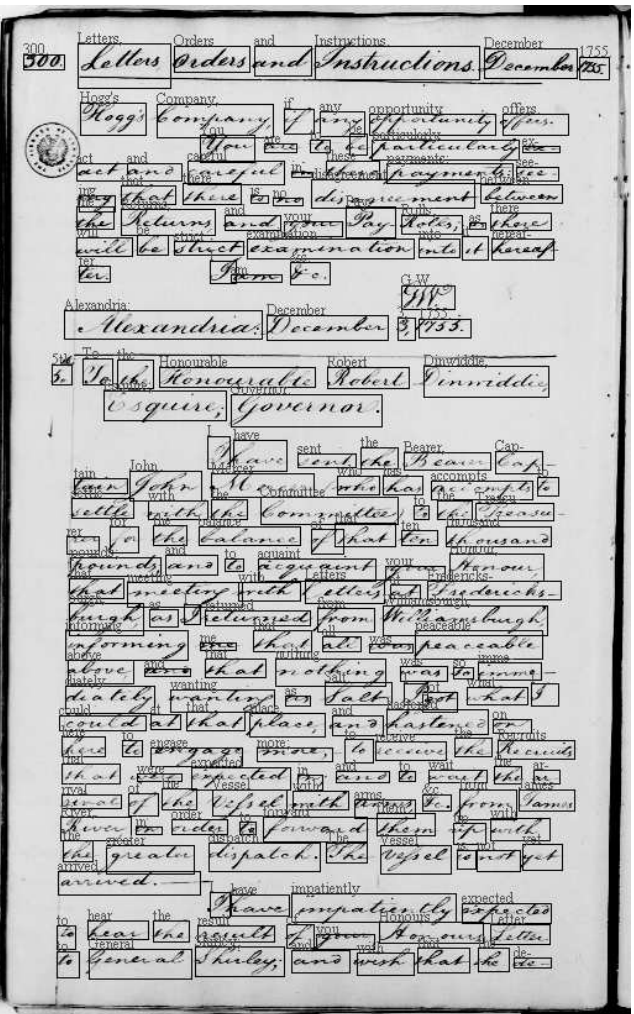 300. Letters Orders and Instructions. December 1755.
Hogg's Company, if any opportunity offers.
You are to be particularly ex-
act and careful in these payments: see-
ing that there is no disagreement between
the Returns and your Pay-Rolls; as there
will be strict examination into it hereaf-
ter. I am &c.
G.W.
Alexandria: December 3, 1755.
5. To the Honourable Robert Dinwiddie,
Esquire; Governor.
I have sent the Bearer, Cap-
tain John Mercer, who has accompts to
settle with the Committee to the Treasu-
rer for the balance of that ten thousand
pounds; and to acquaint your Honour,
that meeting with Letters at Fredericks-
burgh, as I returned from Williamsburgh,
informing me that all was peaceable
above, and that nothing was so imme-
diately wanting as Salt I got what I
could at that place, and hastened on
here to engage more, to receive the Recruits
that were expected in and to wait the ar-
rival of the Vessel with arms &c. from James
River, in order to forward them up with
the greater dispatch. The Vessel is not yet
arrived.
I have impatiently expected
to hear the result of your Honours Letter
to General Shirley; and wish that the de-